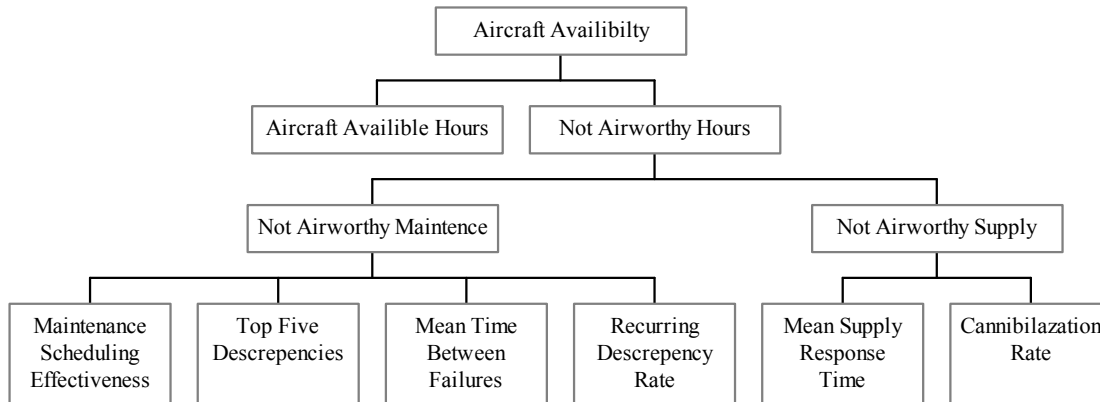 Aircraft Availibilty
Aircraft Availible Hours
Not Airworthy Hours
Not Airworthy Maintence
Not Airworthy Supply
Maintenance
Scheduling
Effectiveness
Top Five
Descrepencies
Mean Time
Between
Failures
Recurring
Descrepency
Rate
Mean Supply
Response
Time
Cannibilazation
Rate